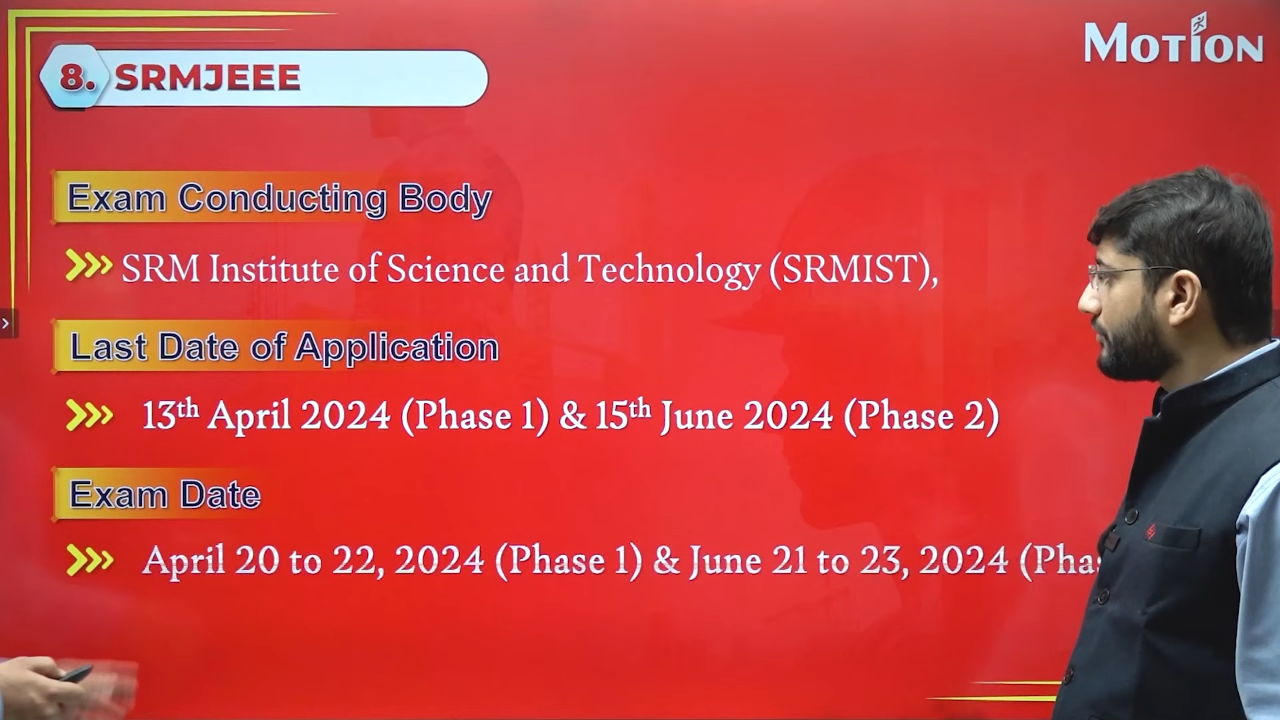 MOTION
8. SRMJEEE
Exam Conducting Body
SRM Institute of Science and Technology (SRMIST),
Last Date of Application
13th April 2024 (Phase 1) & 15th June 2024 (Phase 2)
Exam Date
April 20 to 22, 2024 (Phase 1) & June 21 to 23, 2024 (Phas